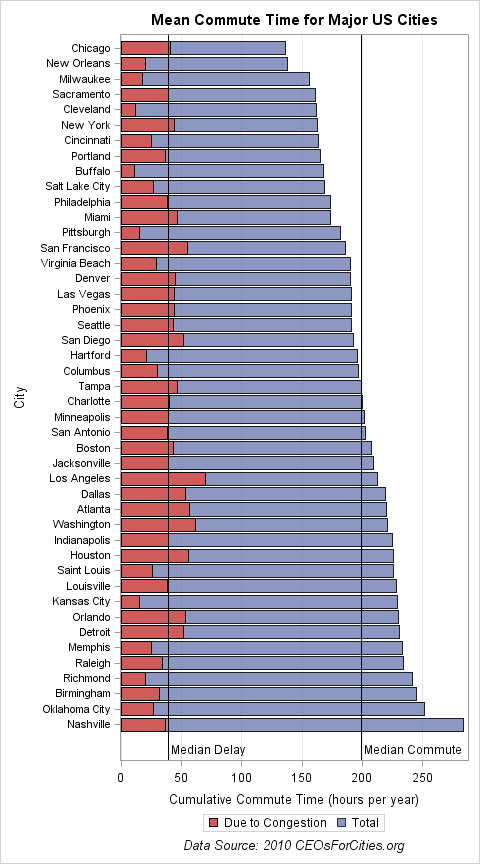 Mean Commute Time for Major US Cities
City
Chicago
New Orleans
Milwaukee
Sacramento
Cleveland
New York
Cincinnati
Portland
Buffalo
Salt Lake City
Philadelphia
Miami
Pittsburgh
San Francisco
Virginia Beach
Denver
Las Vegas
Phoenix
Seattle
San Diego
Hartford
Columbus
Tampa
Charlotte
Minneapolis
San Antonio
Boston
Jacksonville
Los Angeles
Dallas
Atlanta
Washington
Indianapolis
Houston
Saint Louis
Louisville
Kansas City
Orlando
Detroit
Memphis
Raleigh
Richmond
Birmingham
Oklahoma City
Nashville
Median Delay Median Commute
0 50 100 150 200 250
Cumulative Commute Time (hours per year)
Due to Congestion Total
Data Source: 2010 CEOsForCities.org